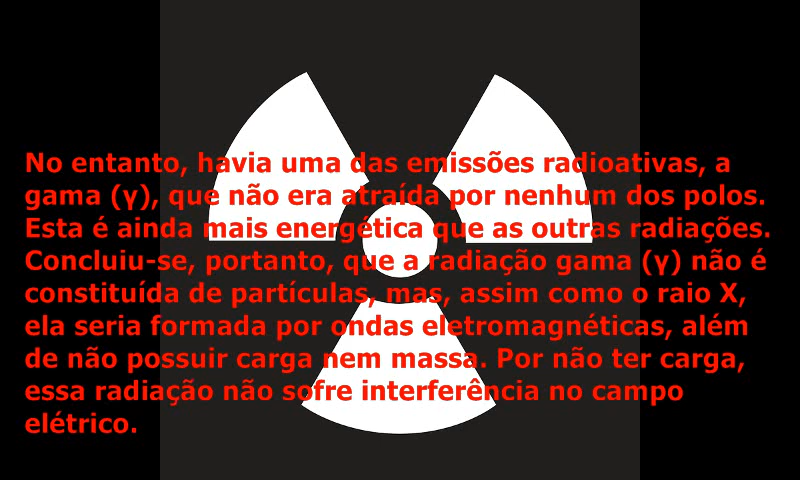 No entanto, havia uma das emissões radioativas, a
gama (γ), que não era atraída por nenhum dos polos.
Esta é ainda mais energética que as outras radiações.
Concluiu-se, portanto, que a radiação gama (γ) não é
constituída de partículas, mas, assim como o raio X,
ela seria formada por ondas eletromagnéticas, além
de não possuir carga nem massa. Por não ter carga,
essa radiação não sofre interferência no campo
elétrico.